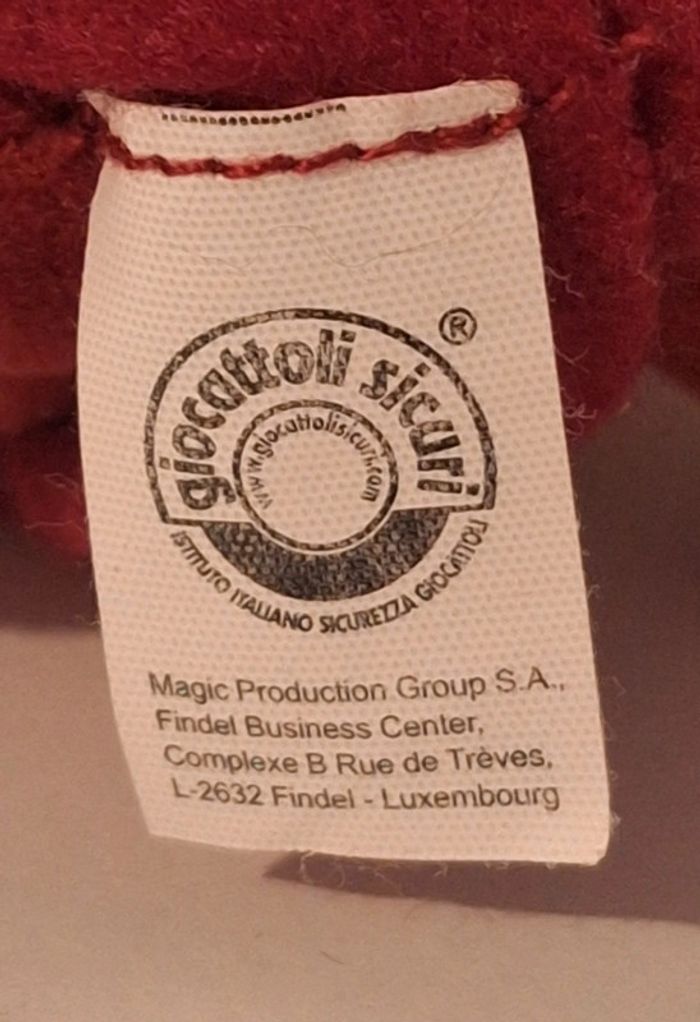 ®
giocattoli sicuri
www.giocattolisicuri.com
ISTITUTO ITALIANO SICUREZZA GIOCATTOLI
Magic Production Group S.A.,
Findel Business Center,
Complexe B Rue de Trèves,
L-2632 Findel - Luxembourg